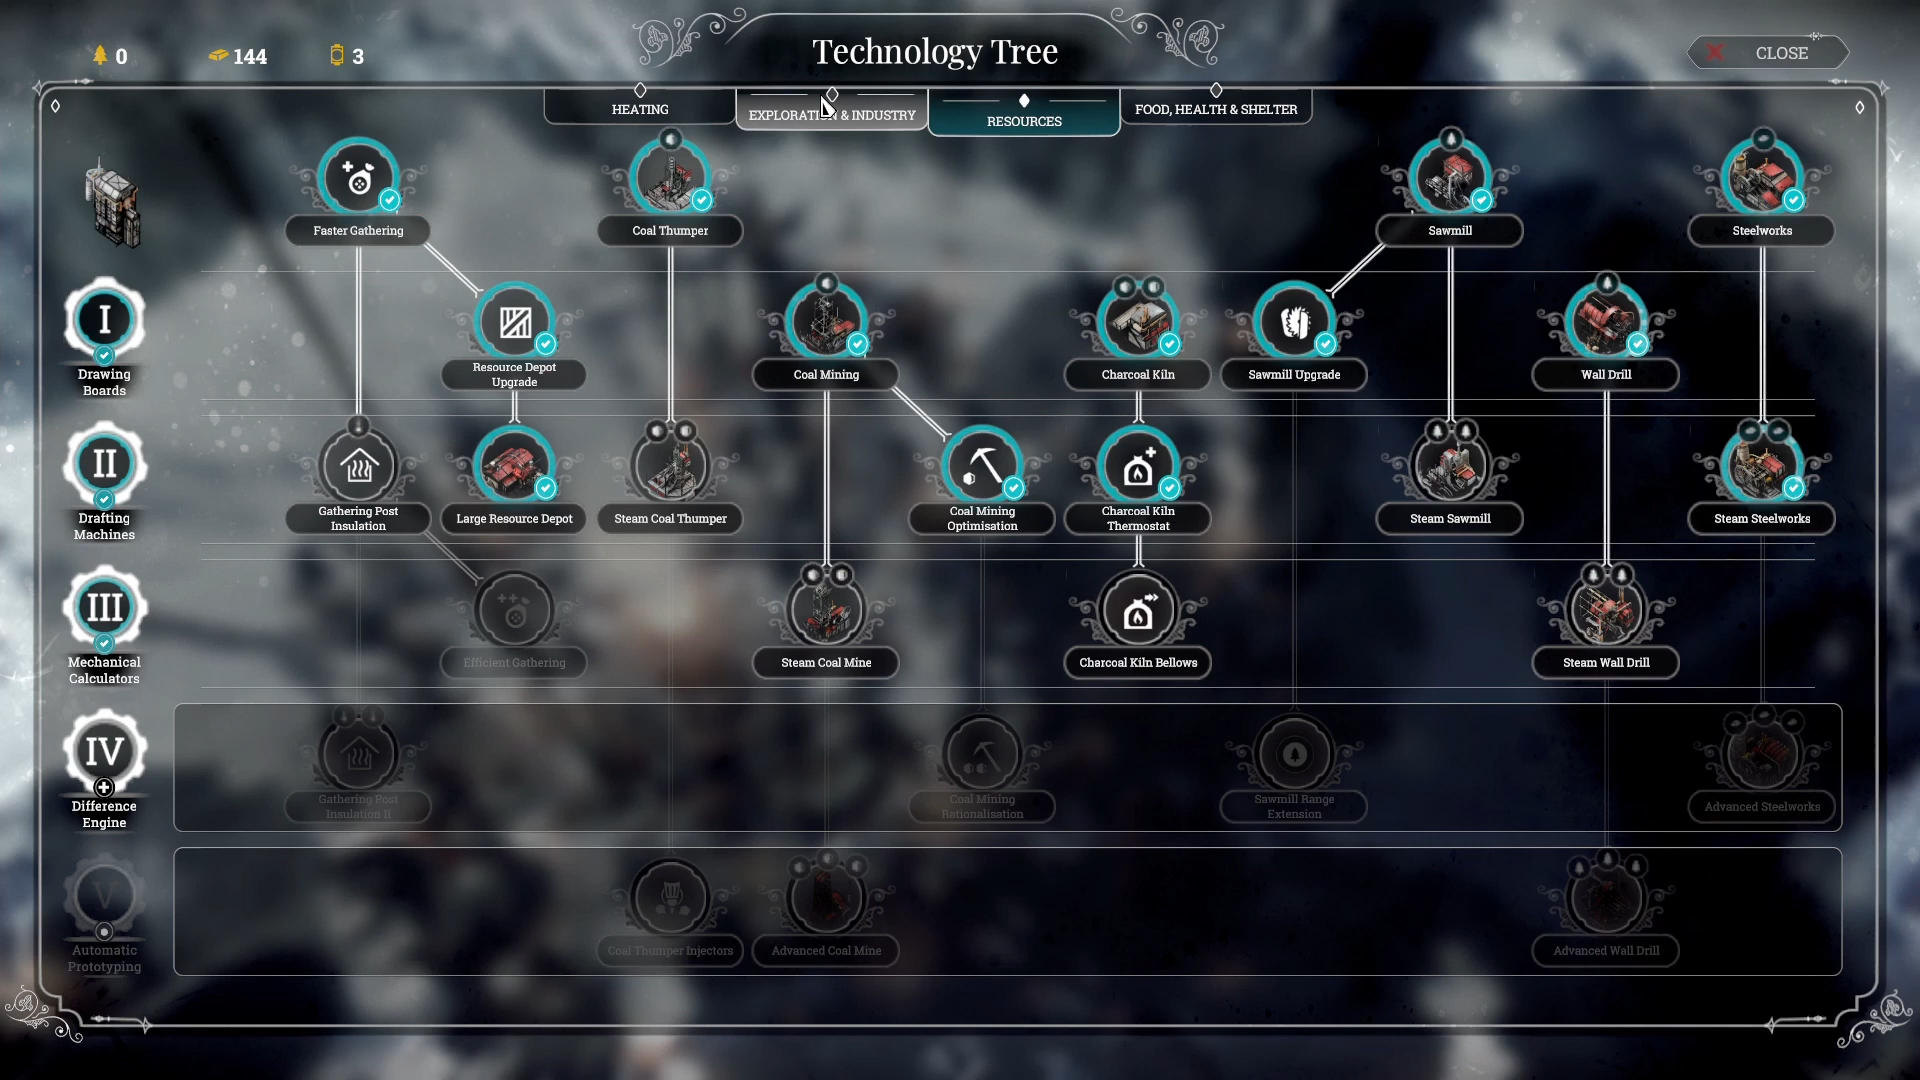 0
144
3
Technology Tree
CLOSE
HEATING
EXPLORATION & INDUSTRY
RESOURCES
FOOD, HEALTH & SHELTER
Faster Gathering
Coal Thumper
Sawmill
Steelworks
I
Drawing
Boards
Resource Depot
Upgrade
Coal Mining
Charcoal Kiln
Sawmill Upgrade
Wall Drill
II
Drafting
Machines
Gathering Post
Insulation
Large Resource Depot
Steam Coal Thumper
Coal Mining
Optimisation
Charcoal Kiln
Thermostat
Steam Sawmill
Steam Steelworks
III
Mechanical
Calculators
Efficient Gathering
Steam Coal Mine
Charcoal Kiln Bellows
Steam Wall Drill
IV
Difference
Engine
Gathering Post
Insulation II
Coal Mining
Rationalisation
Sawmill Range
Extension
Advanced Steelworks
V
Automatic
Prototyping
Coal Thumper Injectors
Advanced Coal Mine
Advanced Wall Drill